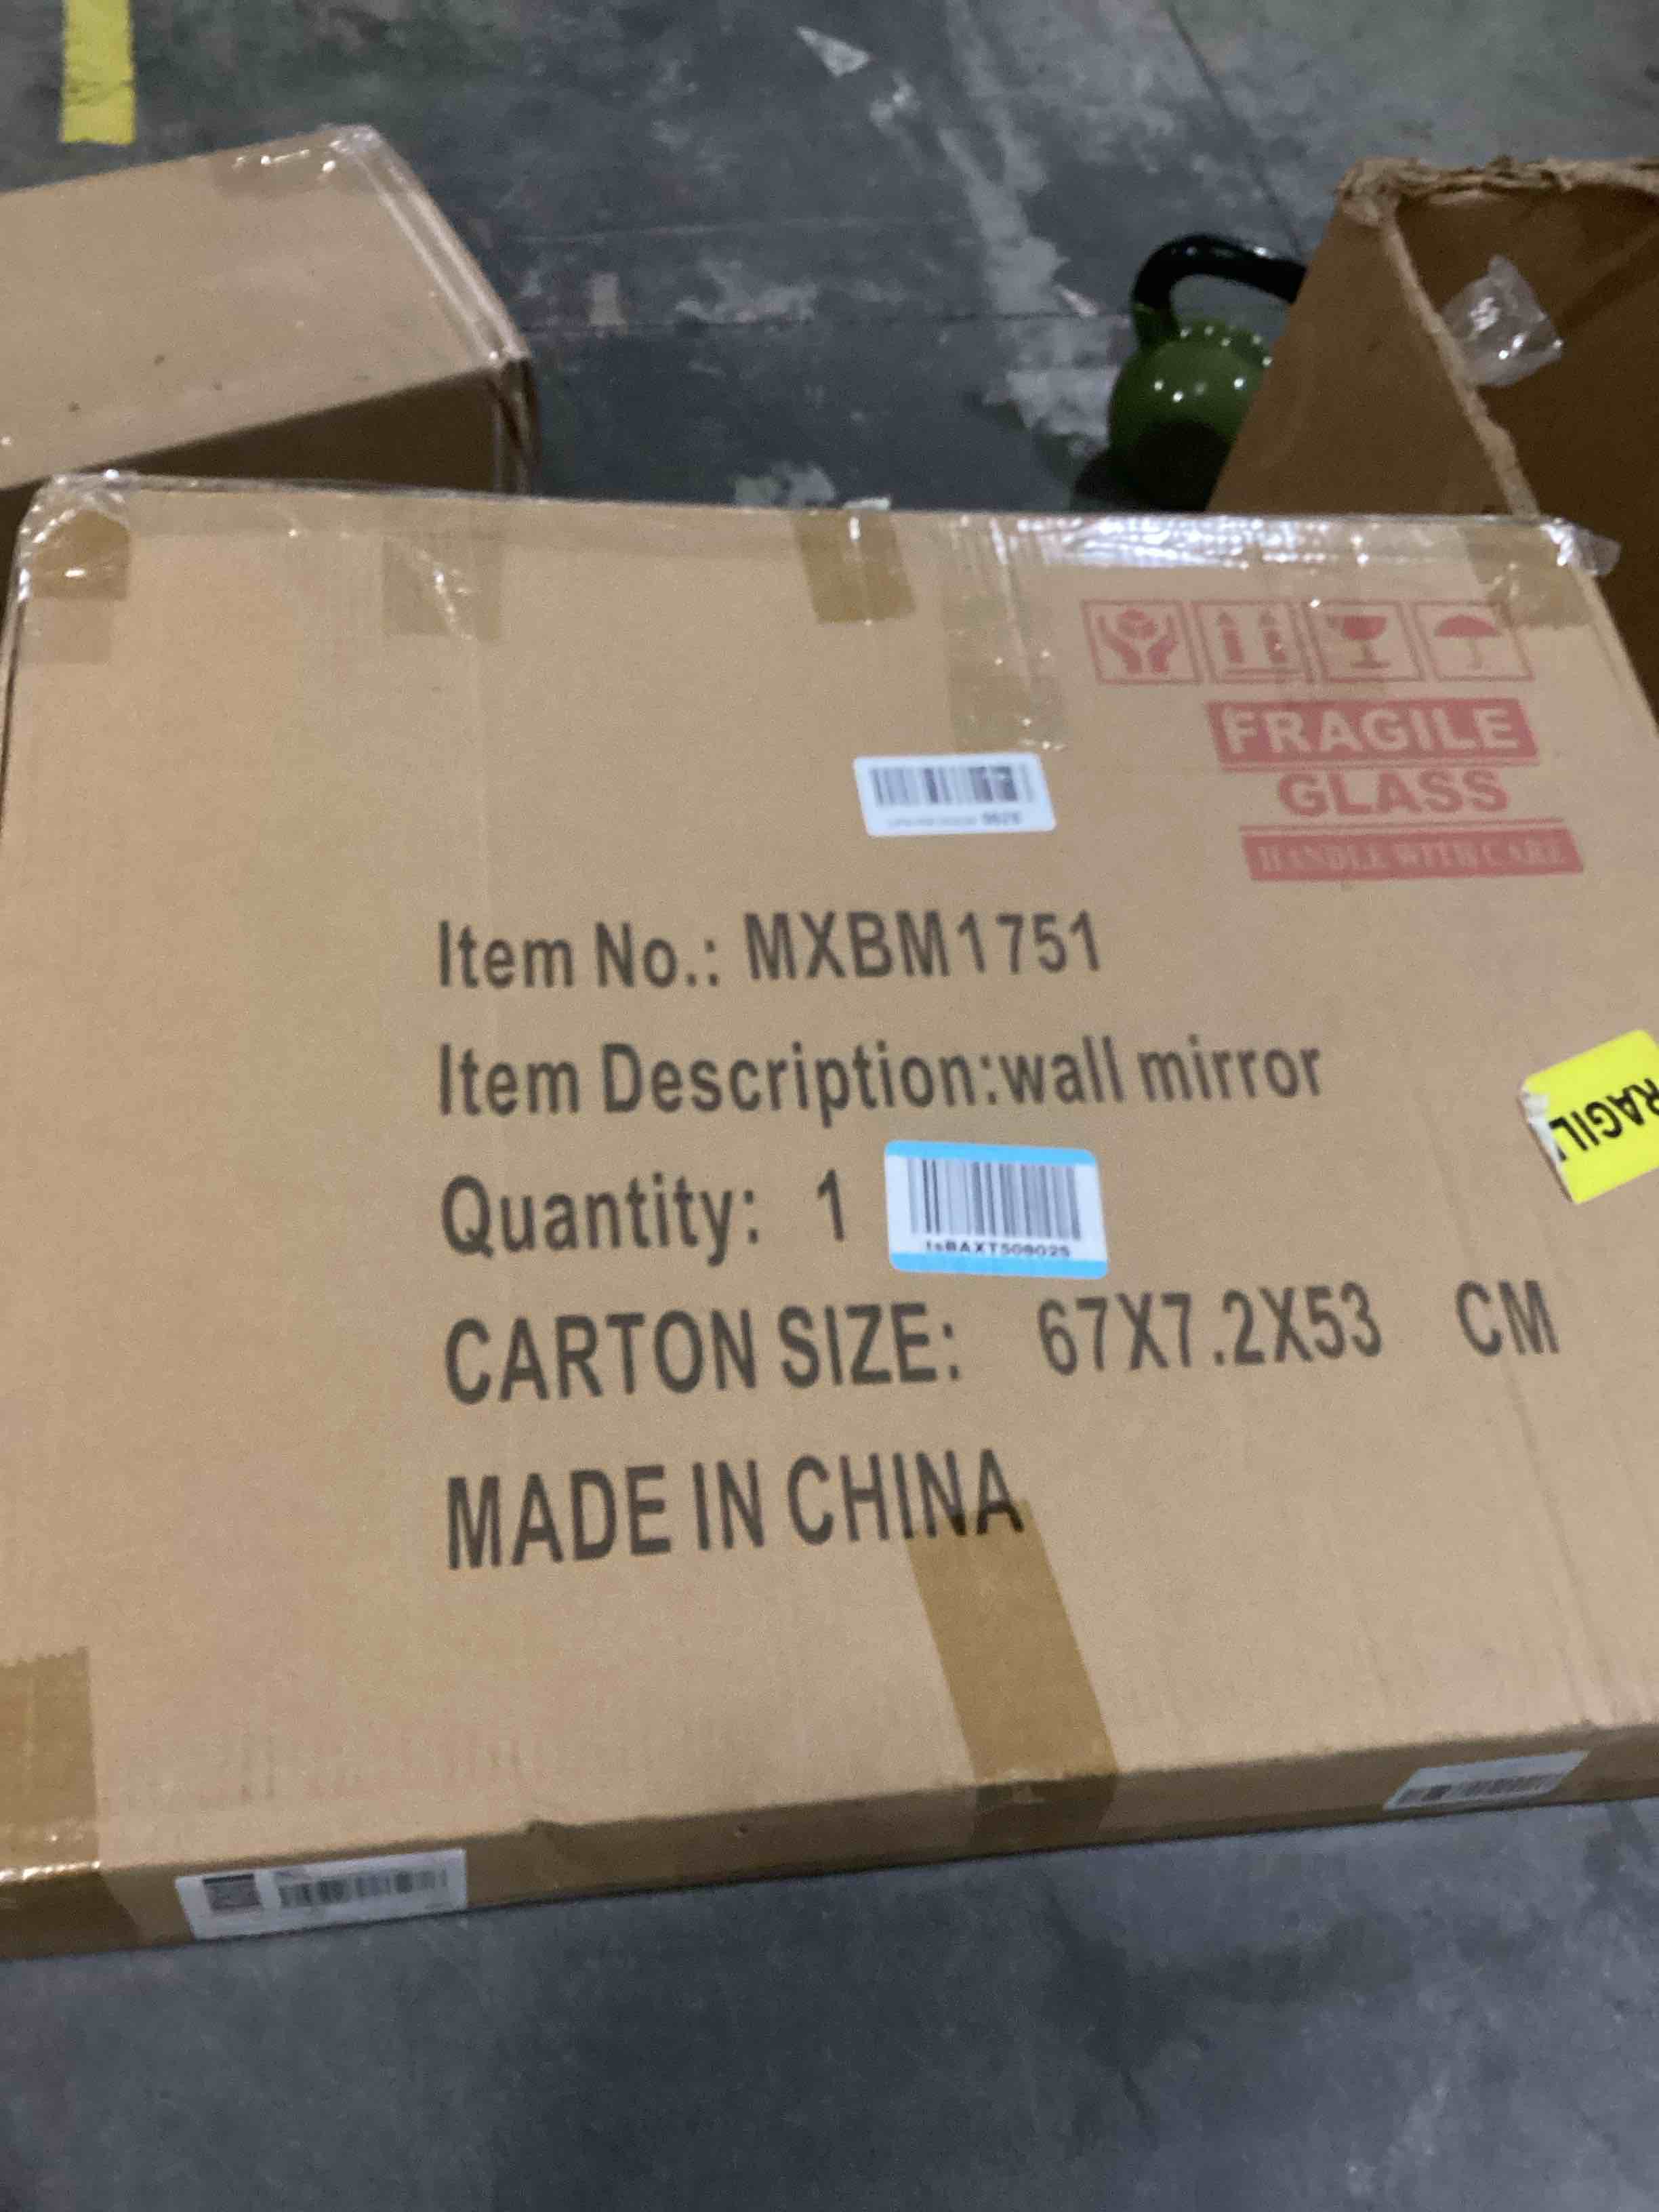 FRAGILE
GLASS
HANDLE WITH CARE
Item No.: MXBM1751
Item Description:wall mirror
RAGIL
Quantity: 1
CARTON SIZE: 67X7.2X53 CM
MADE IN CHINA